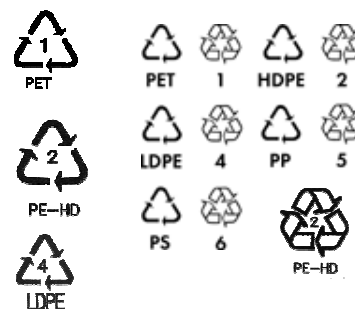 1
PET
2
PE-HD
4
LDPE
PET 1 HDPE 2
LDPE 4 PP 5
PS 6
2
PE-HD